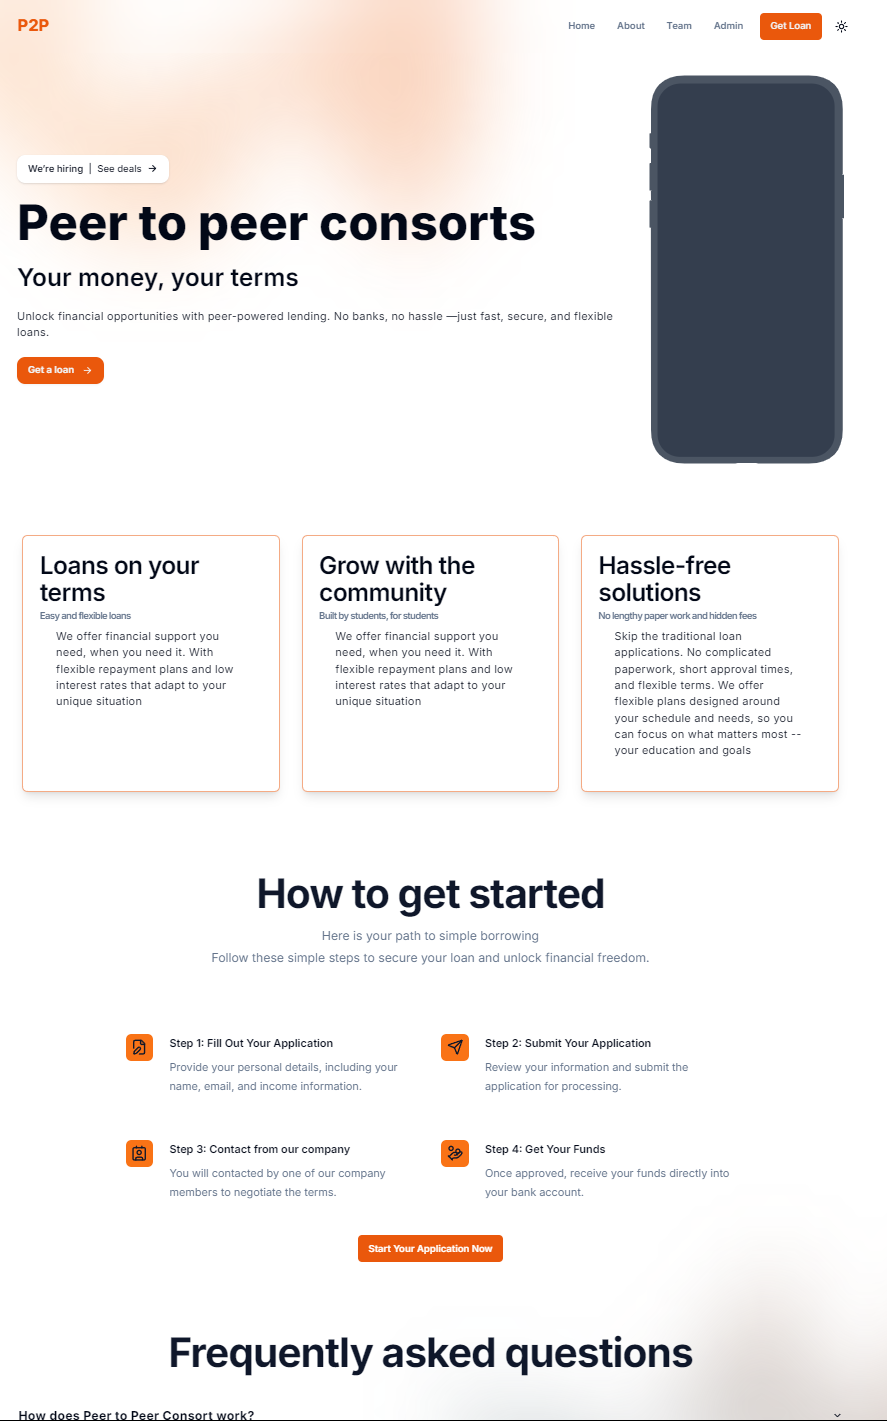 P2P
Home About Team Admin Get Loan
We're hiring | See deals →
Peer to peer consorts
Your money, your terms
Unlock financial opportunities with peer-powered lending. No banks, no hassle —just fast, secure, and flexible
loans.
Get a loan →
Loans on your
terms
Easy and flexible loans
We offer financial support you
need, when you need it. With
flexible repayment plans and low
interest rates that adapt to your
unique situation
Grow with the
community
Built by students, for students
We offer financial support you
need, when you need it. With
flexible repayment plans and low
interest rates that adapt to your
unique situation
Hassle-free
solutions
No lengthy paper work and hidden fees
Skip the traditional loan
applications. No complicated
paperwork, short approval times,
and flexible terms. We offer
flexible plans designed around
your schedule and needs, so you
can focus on what matters most --
your education and goals
How to get started
Here is your path to simple borrowing
Follow these simple steps to secure your loan and unlock financial freedom.
Step 1: Fill Out Your Application
Provide your personal details, including your
name, email, and income information.
Step 2: Submit Your Application
Review your information and submit the
application for processing.
Step 3: Contact from our company
You will contacted by one of our company
members to negotiate the terms.
Step 4: Get Your Funds
Once approved, receive your funds directly into
your bank account.
Start Your Application Now
Frequently asked questions
How does Peer to Peer Consort work?